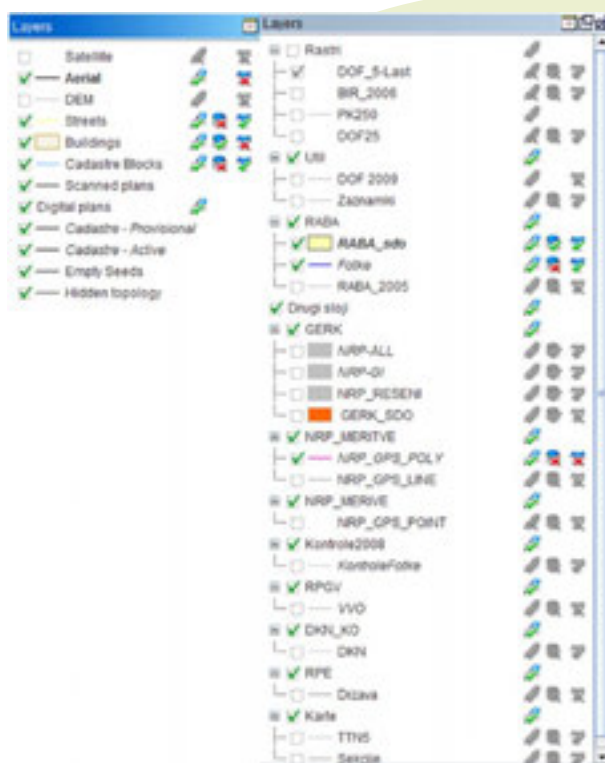 Layers
Satellite
Aerial
DEM
Streets
Buildings
Cadastre Blocks
Scanned plans
Digital plans
Cadastre - Provisional
Cadastre - Active
Empty Seeds
Hidden topology
Layers
Rastri
DOF_5-Last
BIR_2006
PK250
DOF25
Util
DOF 2009
Zaznamki
RABA
RABA_sdo
Fotke
RABA_2005
Drugi sloji
GERK
NRP-ALL
NRP-GI
NRP_RESENI
GERK_SDO
NRP_MERITVE
NRP_GPS_POLY
NRP_GPS_LINE
NRP_MERIVE
NRP_GPS_POINT
Kontrole2008
KontroleFotke
RPGV
VVO
DKN_KO
DKN
RPE
Drzava
Karte
TTN5
Sekcije